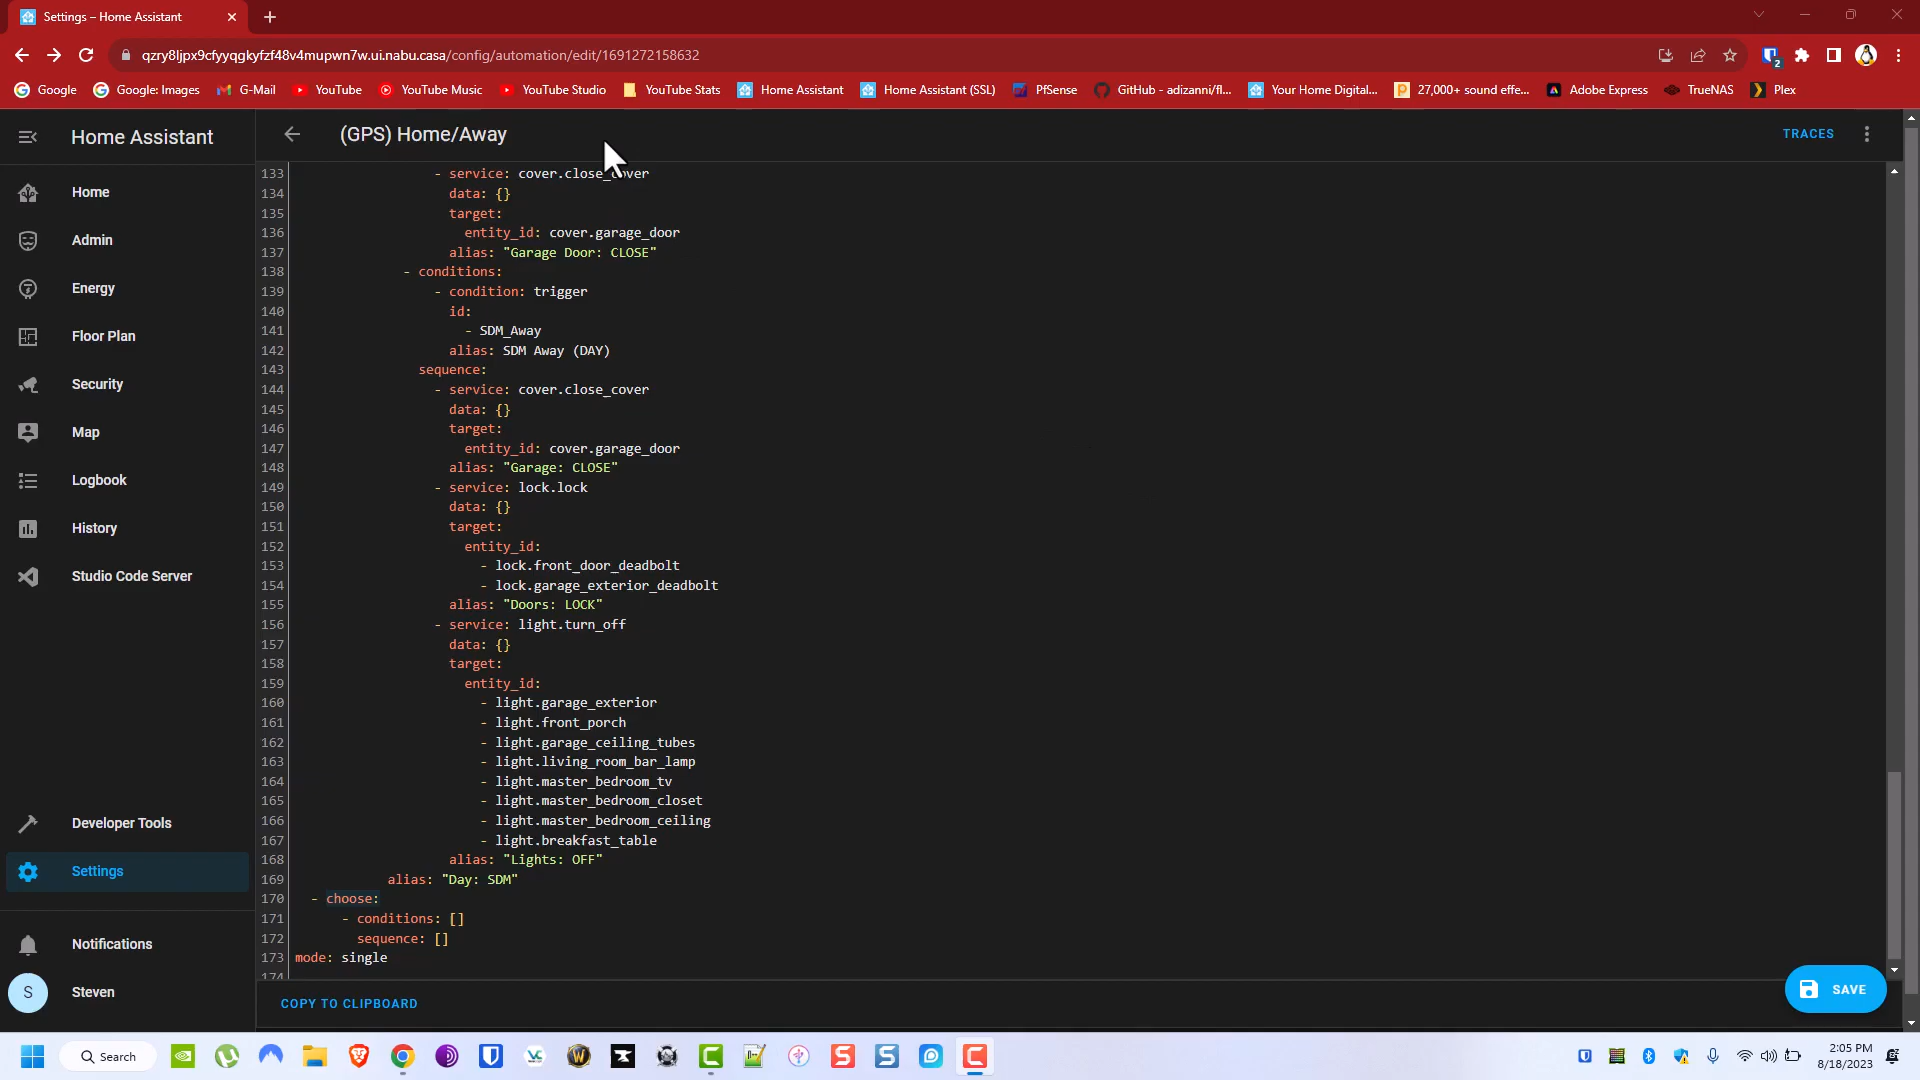 Settings – Home Assistant
qzry8ljpx9cfyyqgkyfzf48v4mupwn7w.ui.nabu.casa/config/automation/edit/1691272158632
2
Google Google: Images G-Mail YouTube YouTube Music YouTube Studio YouTube Stats Home Assistant Home Assistant (SSL) PfSense GitHub - adizanni/fl... Your Home Digital... 27,000+ sound effe... Adobe Express TrueNAS Plex
Home Assistant
(GPS) Home/Away
TRACES
Home
Admin
Energy
Floor Plan
Security
Map
Logbook
History
Studio Code Server
Developer Tools
Settings
Notifications
S Steven
133 - service: cover.close_cover
134 data: {}
135 target:
136 entity_id: cover.garage_door
137 alias: "Garage Door: CLOSE"
138 - conditions:
139 - condition: trigger
140 id:
141 - SDM_Away
142 alias: SDM Away (DAY)
143 sequence:
144 - service: cover.close_cover
145 data: {}
146 target:
147 entity_id: cover.garage_door
148 alias: "Garage: CLOSE"
149 - service: lock.lock
150 data: {}
151 target:
152 entity_id:
153 - lock.front_door_deadbolt
154 - lock.garage_exterior_deadbolt
155 alias: "Doors: LOCK"
156 - service: light.turn_off
157 data: {}
158 target:
159 entity_id:
160 - light.garage_exterior
161 - light.front_porch
162 - light.garage_ceiling_tubes
163 - light.living_room_bar_lamp
164 - light.master_bedroom_tv
165 - light.master_bedroom_closet
166 - light.master_bedroom_ceiling
167 - light.breakfast_table
168 alias: "Lights: OFF"
169 alias: "Day: SDM"
170 - choose:
171 - conditions: []
172 sequence: []
173 mode: single
174
COPY TO CLIPBOARD
SAVE
Search
2:05 PM
8/18/2023